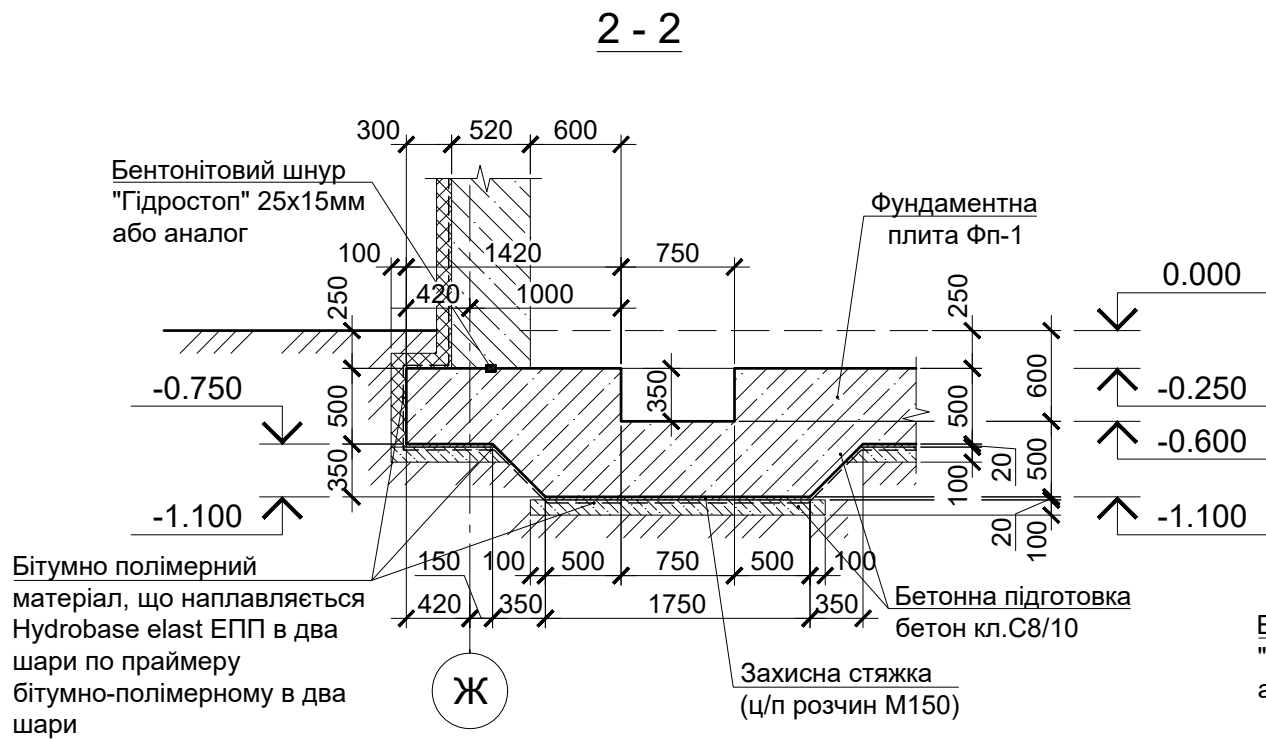 2 - 2
300
520
600
Бентонітовий шнур
"Гідростоп" 25х15мм
або аналог
Фундаментна
плита Фп-1
100
1420
750
420
1000
250
250
0.000
-0.750
500
350
350
500
600
-0.250
-0.600
20
100
500
-1.100
-1.100
20
100
Бітумно полімерний
матеріал, що наплавляється
Hydrobase elast ЕПП в два
шари по праймеру
бітумно-полімерному в два
шари
150
100
500
750
500
100
420
350
1750
350
Бетонна підготовка
бетон кл.С8/10
Захисна стяжка
(ц/п розчин М150)
Ж
"